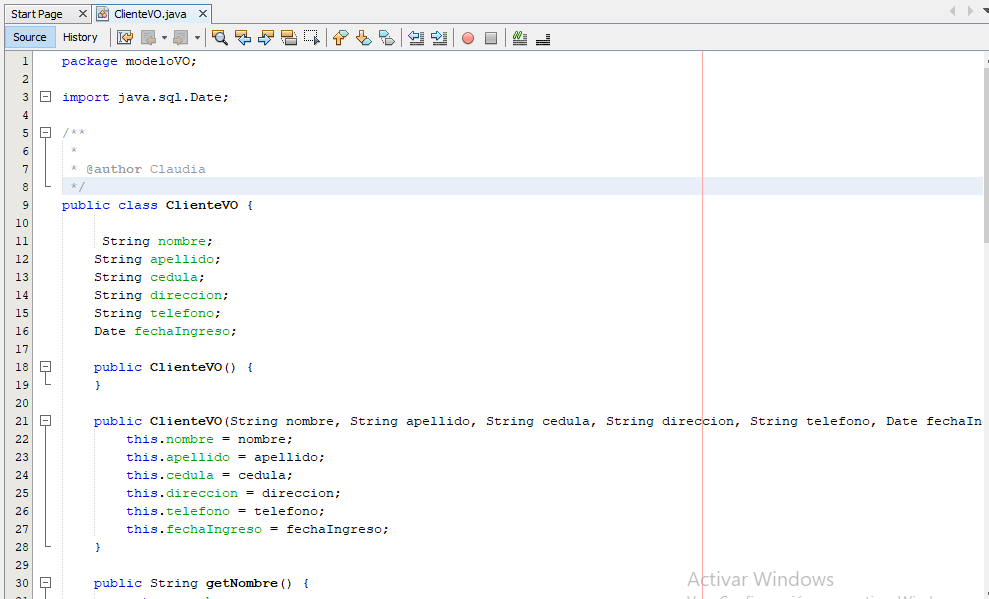 Start Page ClienteVO.java
Source History
1 package modeloVO;
2
3 import java.sql.Date;
4
5 /**
6 *
7 * @author Claudia
8 */
9 public class ClienteVO {
10
11 String nombre;
12 String apellido;
13 String cedula;
14 String direccion;
15 String telefono;
16 Date fechaIngreso;
17
18 public ClienteVO() {
19 }
20
21 public ClienteVO(String nombre, String apellido, String cedula, String direccion, String telefono, Date fechaIn
22 this.nombre = nombre;
23 this.apellido = apellido;
24 this.cedula = cedula;
25 this.direccion = direccion;
26 this.telefono = telefono;
27 this.fechaIngreso = fechaIngreso;
28 }
29
30 public String getNombre() {
Activar Windows